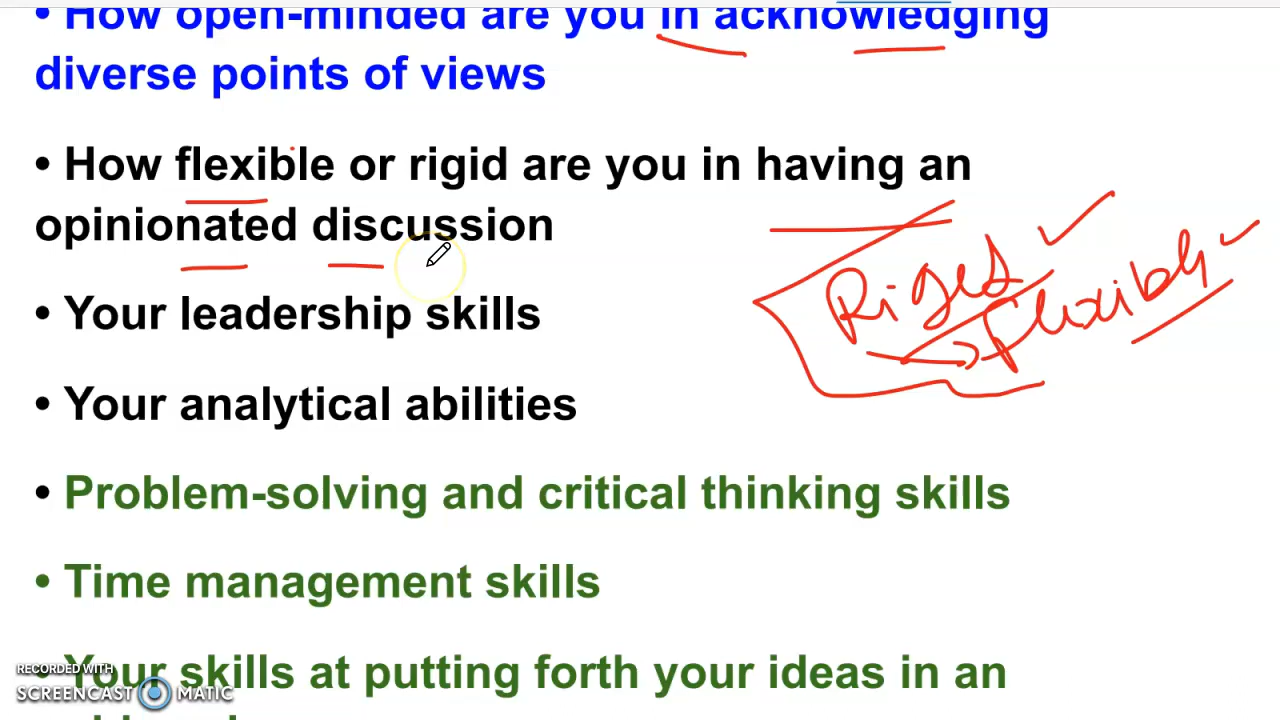 • How open-minded are you in acknowledging
diverse points of views
• How flexible or rigid are you in having an
opinionated discussion
Flexibly
• Your leadership skills
• Your analytical abilities
• Problem-solving and critical thinking skills
• Time management skills
• Your skills at putting forth your ideas in an
RECORDED WITH
SCREENCAST MATIC